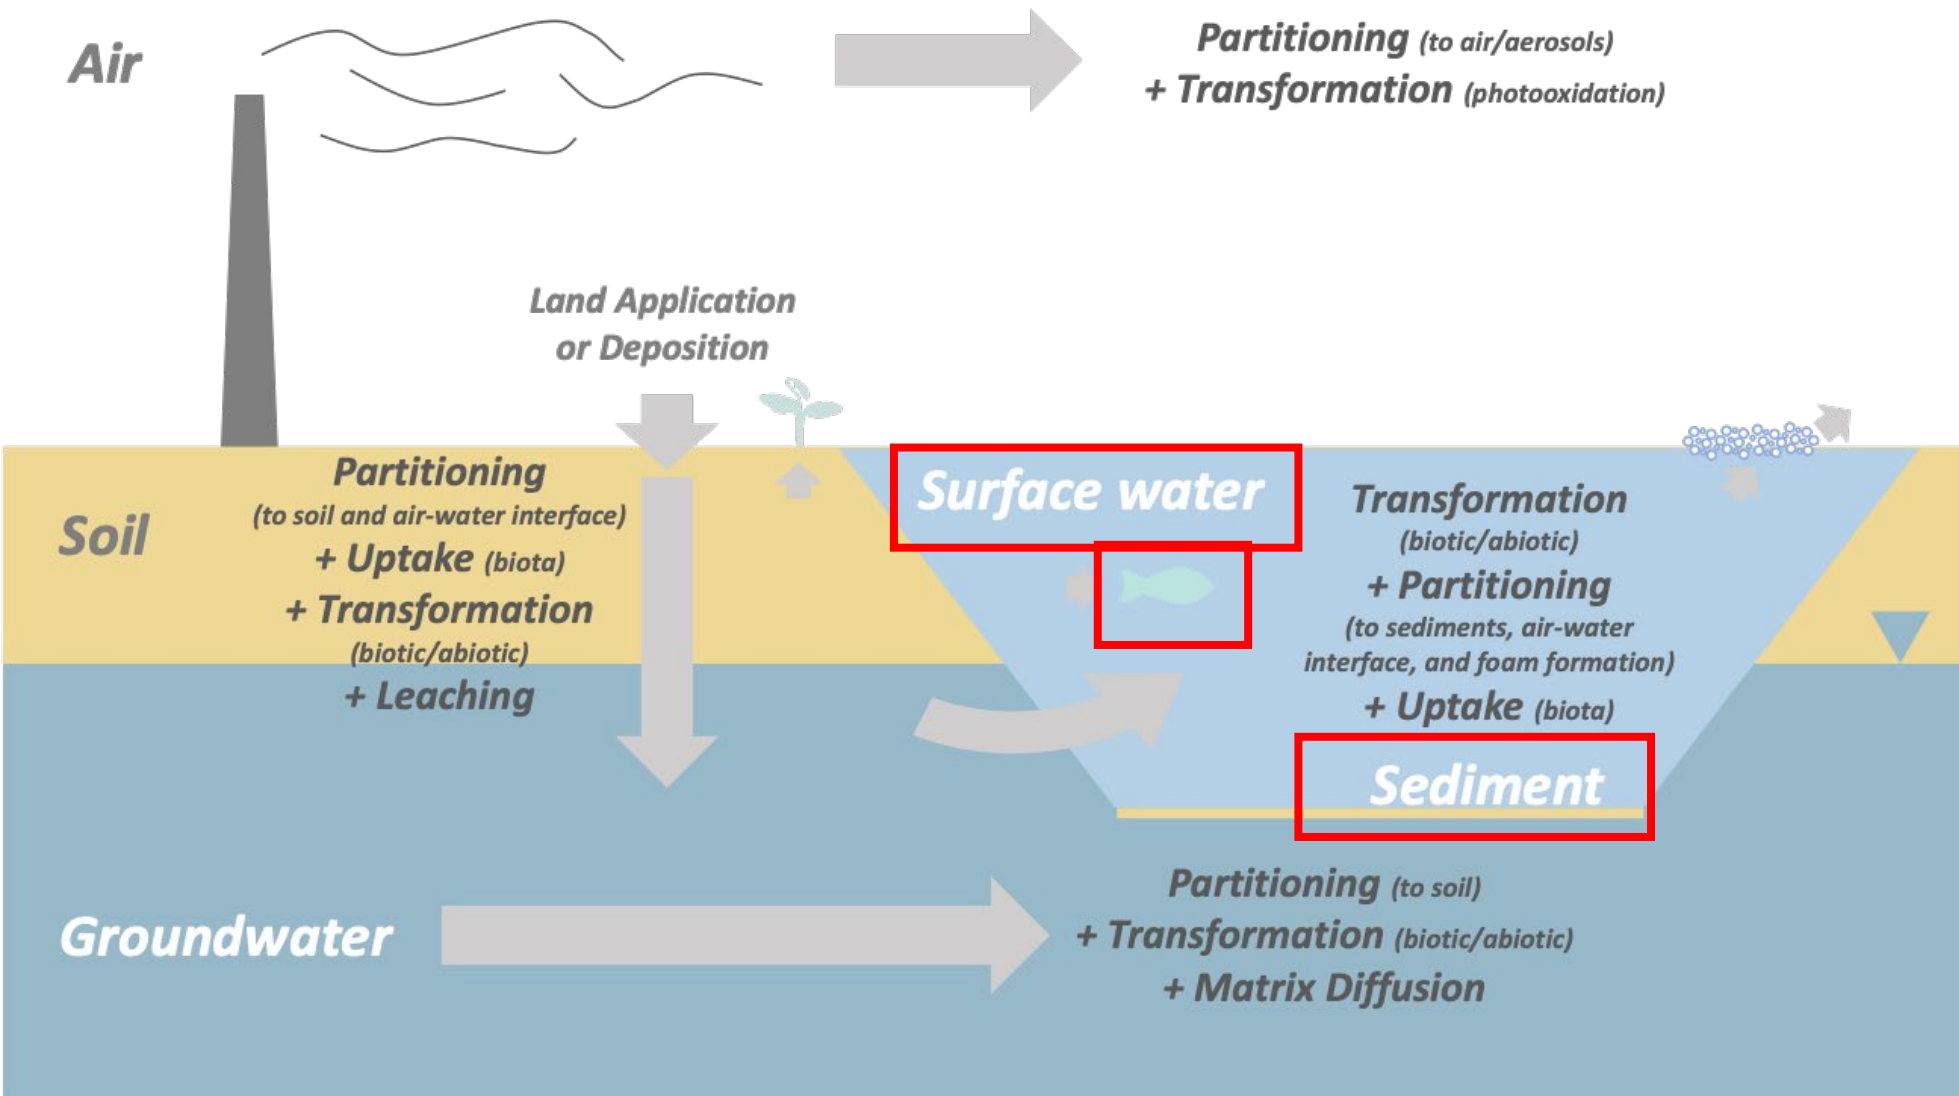 Air
Partitioning (to air/aerosols)
+ Transformation (photooxidation)
Land Application
or Deposition
Soil
Partitioning
(to soil and air-water interface)
+ Uptake (biota)
+ Transformation
(biotic/abiotic)
+ Leaching
Surface water
Transformation
(biotic/abiotic)
+ Partitioning
(to sediments, air-water
interface, and foam formation)
+ Uptake (biota)
Sediment
Groundwater
Partitioning (to soil)
+ Transformation (biotic/abiotic)
+ Matrix Diffusion